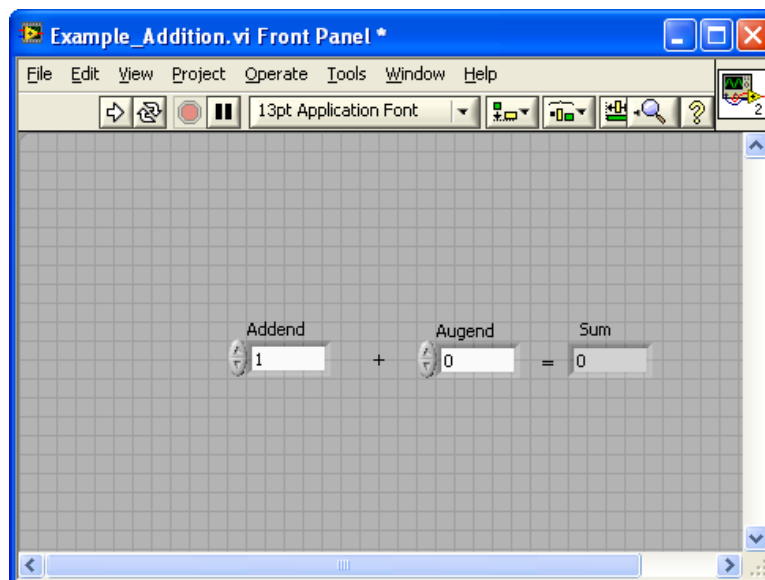 Example_Addition.vi Front Panel *
File Edit View Project Operate Tools Window Help
13pt Application Font ? 2
Addend Augend Sum
1 + 0 = 0